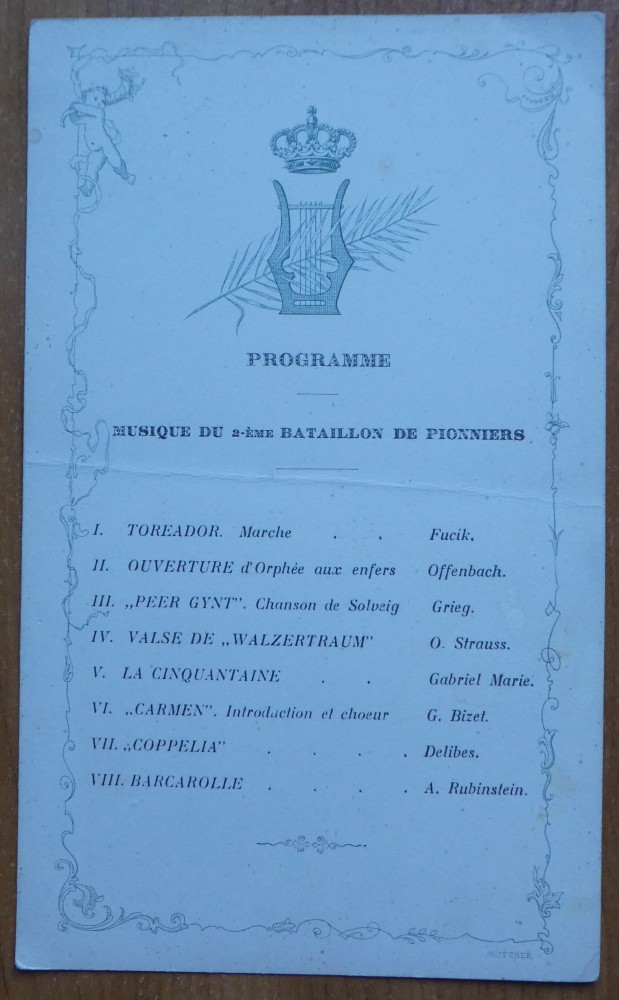 PROGRAMME
MUSIQUE DU 2-ÈME BATAILLON DE PIONNIERS
I. TOREADOR. Marche . . Fucik.
II. OUVERTURE d'Orphée aux enfers Offenbach.
III. „PEER GYNT". Chanson de Solveig Grieg.
IV. VALSE DE „WALZERTRAUM" O. Strauss.
V. LA CINQUANTAINE . . Gabriel Marie.
VI. „CARMEN". Introduction et choeur G. Bizet.
VII. „COPPELIA" . . . . Delibes.
VIII. BARCAROLLE . . . . A. Rubinstein.